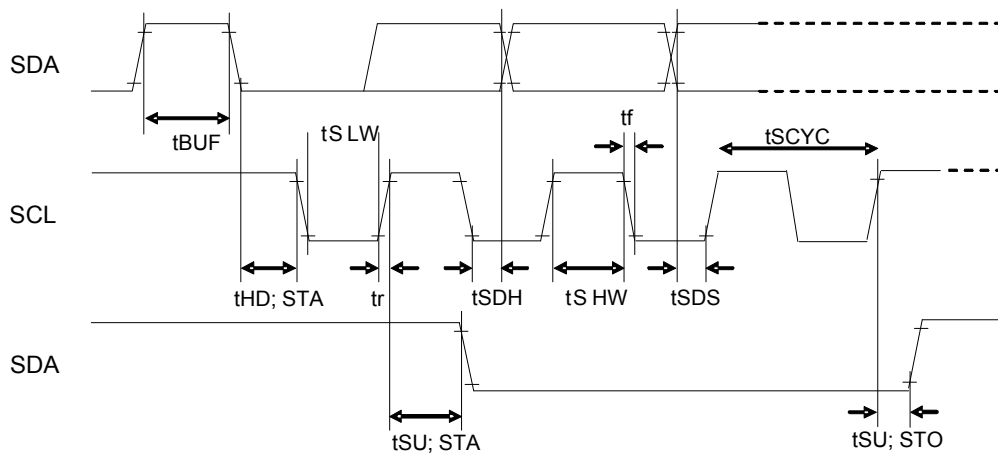 SDA
tBUF
tS LW
tf
tSCYC
SCL
tHD; STA
tr
tSDH
tS HW
tSDS
SDA
tSU; STA
tSU; STO